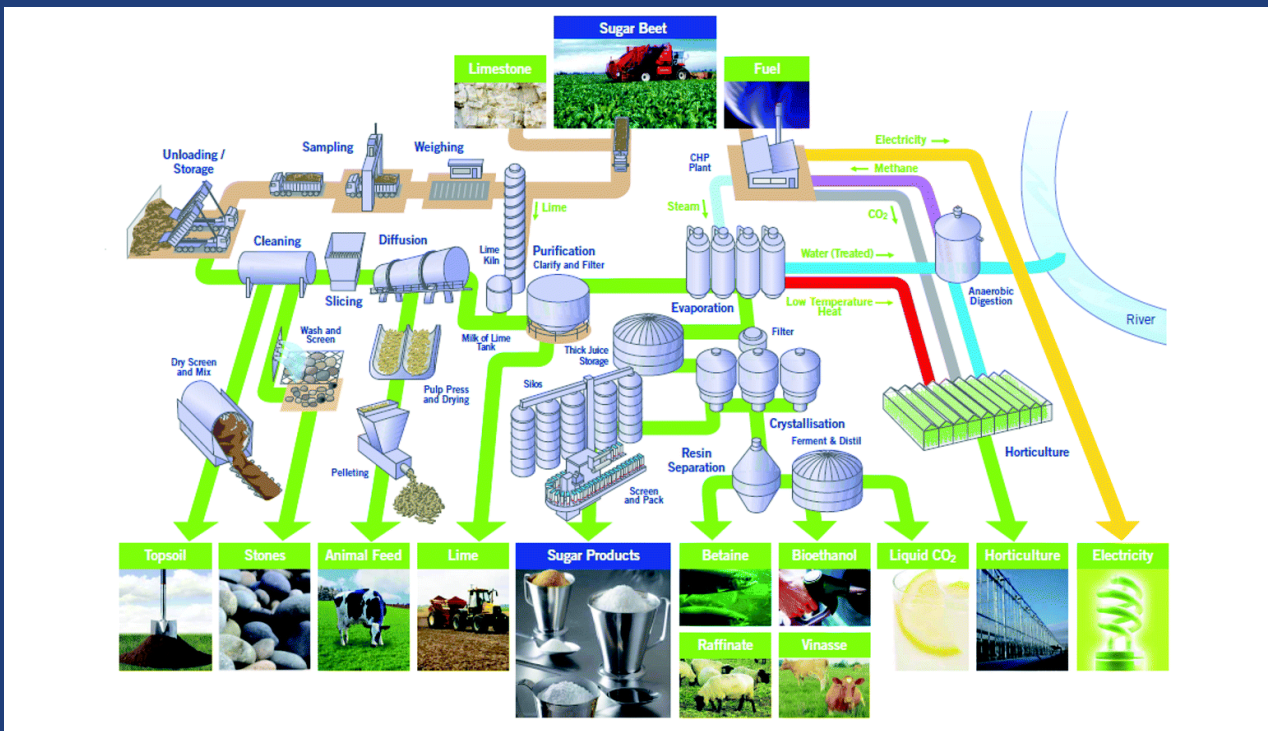 Sugar Beet
Limestone
Fuel
Unloading /
Storage
Sampling
Weighing
CHP
Plant
Electricity
Methane
Lime
Steam
CO₂
Cleaning
Slicing
Diffusion
Lime
Kiln
Purification
Clarify and Filter
Water (Treated)
Evaporation
Low Temperature
Heat
Anaerobic
Digestion
River
Dry Screen
and Mix
Wash and
Screen
Milk of Lime
Tank
Thick Juice
Storage
Filter
Pulp Press
and Drying
Silos
Crystallisation
Ferment & Distil
Resin
Separation
Horticulture
Pelleting
Screen
and Pack
Topsoil
Stones
Animal Feed
Lime
Sugar Products
Betaine
Bioethanol
Liquid CO₂
Horticulture
Electricity
Raffinate
Vinasse